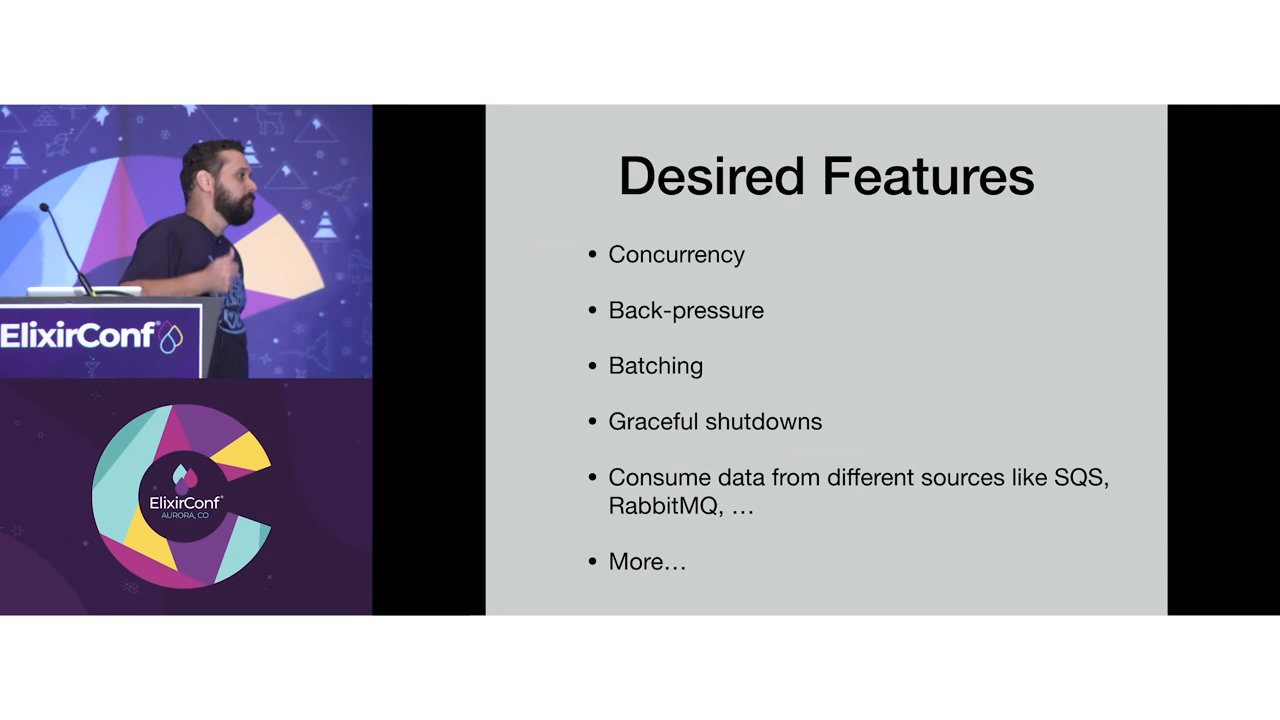 ElixirConf®
ElixirConf®
AURORA, CO
Desired Features
• Concurrency
• Back-pressure
• Batching
• Graceful shutdowns
• Consume data from different sources like SQS,
RabbitMQ, …
• More…